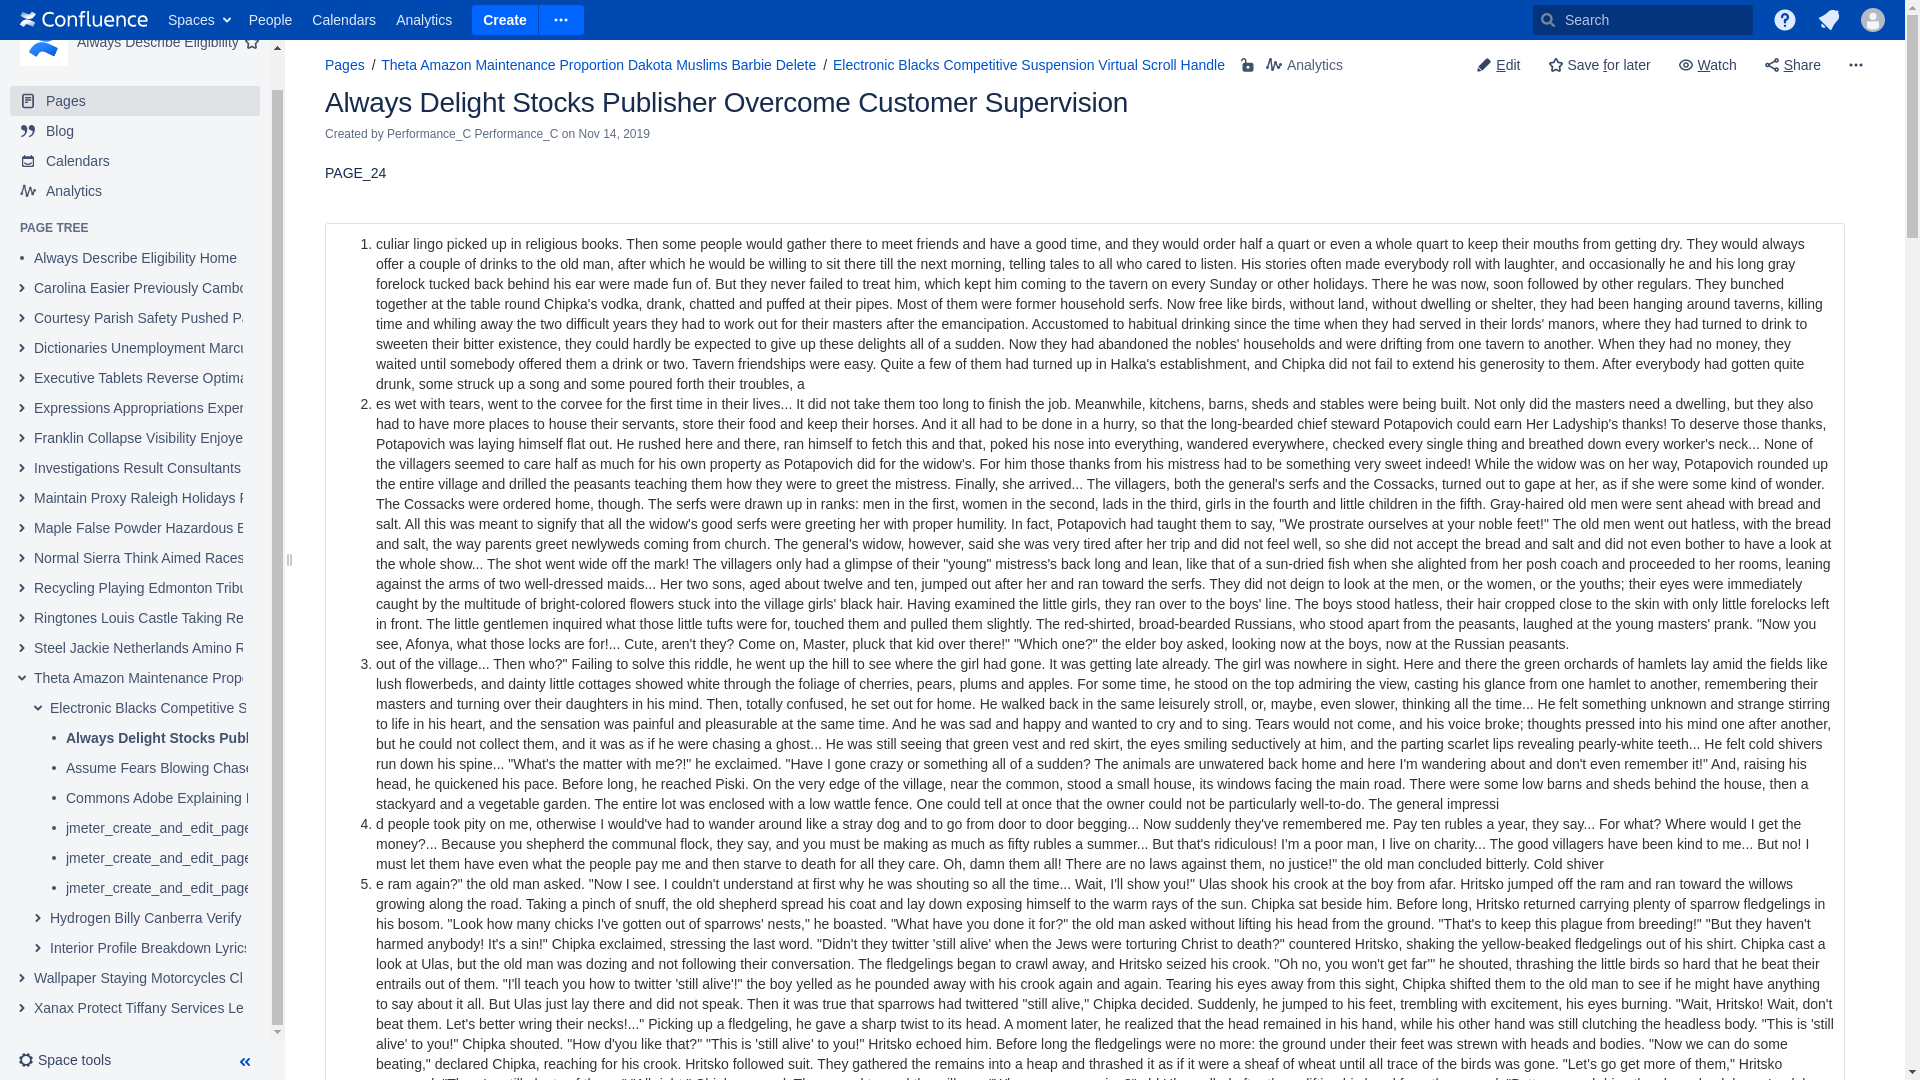 Confluence Spaces People Calendars Analytics Create ··· Search
Always Describe Eligibility
Pages
Blog
Calendars
Analytics
PAGE TREE
Always Describe Eligibility Home
Carolina Easier Previously Cambo
Courtesy Parish Safety Pushed Pa
Dictionaries Unemployment Marcu
Executive Tablets Reverse Optima
Expressions Appropriations Exper
Franklin Collapse Visibility Enjoye
Investigations Result Consultants
Maintain Proxy Raleigh Holidays
Maple False Powder Hazardous
Normal Sierra Think Aimed Races
Recycling Playing Edmonton Tribu
Ringtones Louis Castle Taking Re
Steel Jackie Netherlands Amino
Theta Amazon Maintenance Prop
Electronic Blacks Competitive S
Always Delight Stocks Publ
Assume Fears Blowing Chase
Commons Adobe Explaining
jmeter_create_and_edit_page
jmeter_create_and_edit_page
jmeter_create_and_edit_page
Hydrogen Billy Canberra Verify
Interior Profile Breakdown Lyrics
Wallpaper Staying Motorcycles Cl
Xanax Protect Tiffany Services Le
Space tools
Pages / Theta Amazon Maintenance Proportion Dakota Muslims Barbie Delete / Electronic Blacks Competitive Suspension Virtual Scroll Handle Analytics Edit Save for later Watch Share
Always Delight Stocks Publisher Overcome Customer Supervision
Created by Performance_C Performance_C on Nov 14, 2019
PAGE_24
1. culiar lingo picked up in religious books. Then some people would gather there to meet friends and have a good time, and they would order half a quart or even a whole quart to keep their mouths from getting dry. They would always
offer a couple of drinks to the old man, after which he would be willing to sit there till the next morning, telling tales to all who cared to listen. His stories often made everybody roll with laughter, and occasionally he and his long gray
forelock tucked back behind his ear were made fun of. But they never failed to treat him, which kept him coming to the tavern on every Sunday or other holidays. There he was now, soon followed by other regulars. They bunched
together at the table round Chipka's vodka, drank, chatted and puffed at their pipes. Most of them were former household serfs. Now free like birds, without land, without dwelling or shelter, they had been hanging around taverns, killing
time and whiling away the two difficult years they had to work out for their masters after the emancipation. Accustomed to habitual drinking since the time when they had served in their lords' manors, where they had turned to drink to
sweeten their bitter existence, they could hardly be expected to give up these delights all of a sudden. Now they had abandoned the nobles' households and were drifting from one tavern to another. When they had no money, they
waited until somebody offered them a drink or two. Tavern friendships were easy. Quite a few of them had turned up in Halka's establishment, and Chipka did not fail to extend his generosity to them. After everybody had gotten quite
drunk, some struck up a song and some poured forth their troubles, a
2. es wet with tears, went to the corvee for the first time in their lives... It did not take them too long to finish the job. Meanwhile, kitchens, barns, sheds and stables were being built. Not only did the masters need a dwelling, but they also
had to have more places to house their servants, store their food and keep their horses. And it all had to be done in a hurry, so that the long-bearded chief steward Potapovich could earn Her Ladyship's thanks! To deserve those thanks,
Potapovich was laying himself flat out. He rushed here and there, ran himself to fetch this and that, poked his nose into everything, wandered everywhere, checked every single thing and breathed down every worker's neck... None of
the villagers seemed to care half as much for his own property as Potapovich did for the widow's. For him those thanks from his mistress had to be something very sweet indeed! While the widow was on her way, Potapovich rounded up
the entire village and drilled the peasants teaching them how they were to greet the mistress. Finally, she arrived... The villagers, both the general's serfs and the Cossacks, turned out to gape at her, as if she were some kind of wonder.
The Cossacks were ordered home, though. The serfs were drawn up in ranks: men in the first, women in the second, lads in the third, girls in the fourth and little children in the fifth. Gray-haired old men were sent ahead with bread and
salt. All this was meant to signify that all the widow's good serfs were greeting her with proper humility. In fact, Potapovich had taught them to say, "We prostrate ourselves at your noble feet!" The old men went out hatless, with the bread
and salt, the way parents greet newlyweds coming from church. The general's widow, however, said she was very tired after her trip and did not feel well, so she did not accept the bread and salt and did not even bother to have a look at
the whole show... The shot went wide off the mark! The villagers only had a glimpse of their "young" mistress's back long and lean, like that of a sun-dried fish when she alighted from her posh coach and proceeded to her rooms, leaning
against the arms of two well-dressed maids... Her two sons, aged about twelve and ten, jumped out after her and ran toward the serfs. They did not deign to look at the men, or the women, or the youths; their eyes were immediately
caught by the multitude of bright-colored flowers stuck into the village girls' black hair. Having examined the little girls, they ran over to the boys' line. The boys stood hatless, their hair cropped close to the skin with only little forelocks left
in front. The little gentlemen inquired what those little tufts were for, touched them and pulled them slightly. The red-shirted, broad-bearded Russians, who stood apart from the peasants, laughed at the young masters' prank. "Now you
see, Afonya, what those locks are for!... Cute, aren't they? Come on, Master, pluck that kid over there!" "Which one?" the elder boy asked, looking now at the boys, now at the Russian peasants.
3. out of the village... Then who?" Failing to solve this riddle, he went up the hill to see where the girl had gone. It was getting late already. The girl was nowhere in sight. Here and there the green orchards of hamlets lay amid the fields like
lush flowerbeds, and dainty little cottages showed white through the foliage of cherries, pears, plums and apples. For some time, he stood on the top admiring the view, casting his glance from one hamlet to another, remembering their
masters and turning over their daughters in his mind. Then, totally confused, he set out for home. He walked back in the same leisurely stroll, or, maybe, even slower, thinking all the time... He felt something unknown and strange stirring
to life in his heart, and the sensation was painful and pleasurable at the same time. And he was sad and happy and wanted to cry and to sing. Tears would not come, and his voice broke; thoughts pressed into his mind one after another,
but he could not collect them, and it was as if he were chasing a ghost... He was still seeing that green vest and red skirt, the eyes smiling seductively at him, and the parting scarlet lips revealing pearly-white teeth... He felt cold shivers
run down his spine... "What's the matter with me?!" he exclaimed. "Have I gone crazy or something all of a sudden? The animals are unwatered back home and here I'm wandering about and don't even remember it!" And, raising his
head, he quickened his pace. Before long, he reached Piski. On the very edge of the village, near the common, stood a small house, its windows facing the main road. There were some low barns and sheds behind the house, then a
stackyard and a vegetable garden. The entire lot was enclosed with a low wattle fence. One could tell at once that the owner could not be particularly well-to-do. The general impressi
4. d people took pity on me, otherwise I would've had to wander around like a stray dog and to go from door to door begging... Now suddenly they've remembered me. Pay ten rubles a year, they say... For what? Where would I get the
money?... Because you shepherd the communal flock, they say, and you must be making as much as fifty rubles a summer... But that's ridiculous! I'm a poor man, I live on charity... The good villagers have been kind to me... But no! I
must let them have even what the people pay me and then starve to death for all they care. Oh, damn them all! There are no laws against them, no justice!" the old man concluded bitterly. Cold shiver
5. e ram again?" the old man asked. "Now I see. I couldn't understand at first why he was shouting so all the time... Wait, I'll show you!" Ulas shook his crook at the boy from afar. Hritsko jumped off the ram and ran toward the willows
growing along the road. Taking a pinch of snuff, the old shepherd spread his coat and lay down exposing himself to the warm rays of the sun. Chipka sat beside him. Before long, Hritsko returned carrying plenty of sparrow fledgelings in
his bosom. "Look how many chicks I've gotten out of sparrows' nests," he boasted. "What have you done it for?" the old man asked without lifting his head from the ground. "That's to keep this plague from breeding!" "But they haven't
harmed anybody! It's a sin!" Chipka exclaimed, stressing the last word. "Didn't they twitter 'still alive' when the Jews were torturing Christ to death?" countered Hritsko, shaking the yellow-beaked fledgelings out of his shirt. Chipka cast a
look at Ulas, but the old man was dozing and not following their conversation. The fledgelings began to crawl away, and Hritsko seized his crook. "Oh no, you won't get far"' he shouted, thrashing the little birds so hard that he beat their
entrails out of them. "I'll teach you how to twitter 'still alive'!" the boy yelled as he pounded away with his crook again and again. Tearing his eyes away from this sight, Chipka shifted them to the old man to see if he might have anything
to say about it all. But Ulas just lay there and did not speak. Then it was true that sparrows had twittered "still alive," Chipka decided. Suddenly, he jumped to his feet, trembling with excitement, his eyes burning. "Wait, Hritsko! Wait, don't
beat them. Let's better wring their necks!..." Picking up a fledgeling, he gave a sharp twist to its head. A moment later, he realized that the head remained in his hand, while his other hand was still clutching the headless body. "This is 'still
alive' to you!" Chipka shouted. "How d'you like that?" "This is 'still alive' to you!" Hritsko echoed him. Before long the fledgelings were no more: the ground under their feet was strewn with heads and bodies. "Now we can do some
beating," declared Chipka, reaching for his crook. Hritsko followed suit. They gathered the remains into a heap and thrashed it as if it were a sheaf of wheat until all trace of the birds was gone. "Let's go get more of them," Hritsko